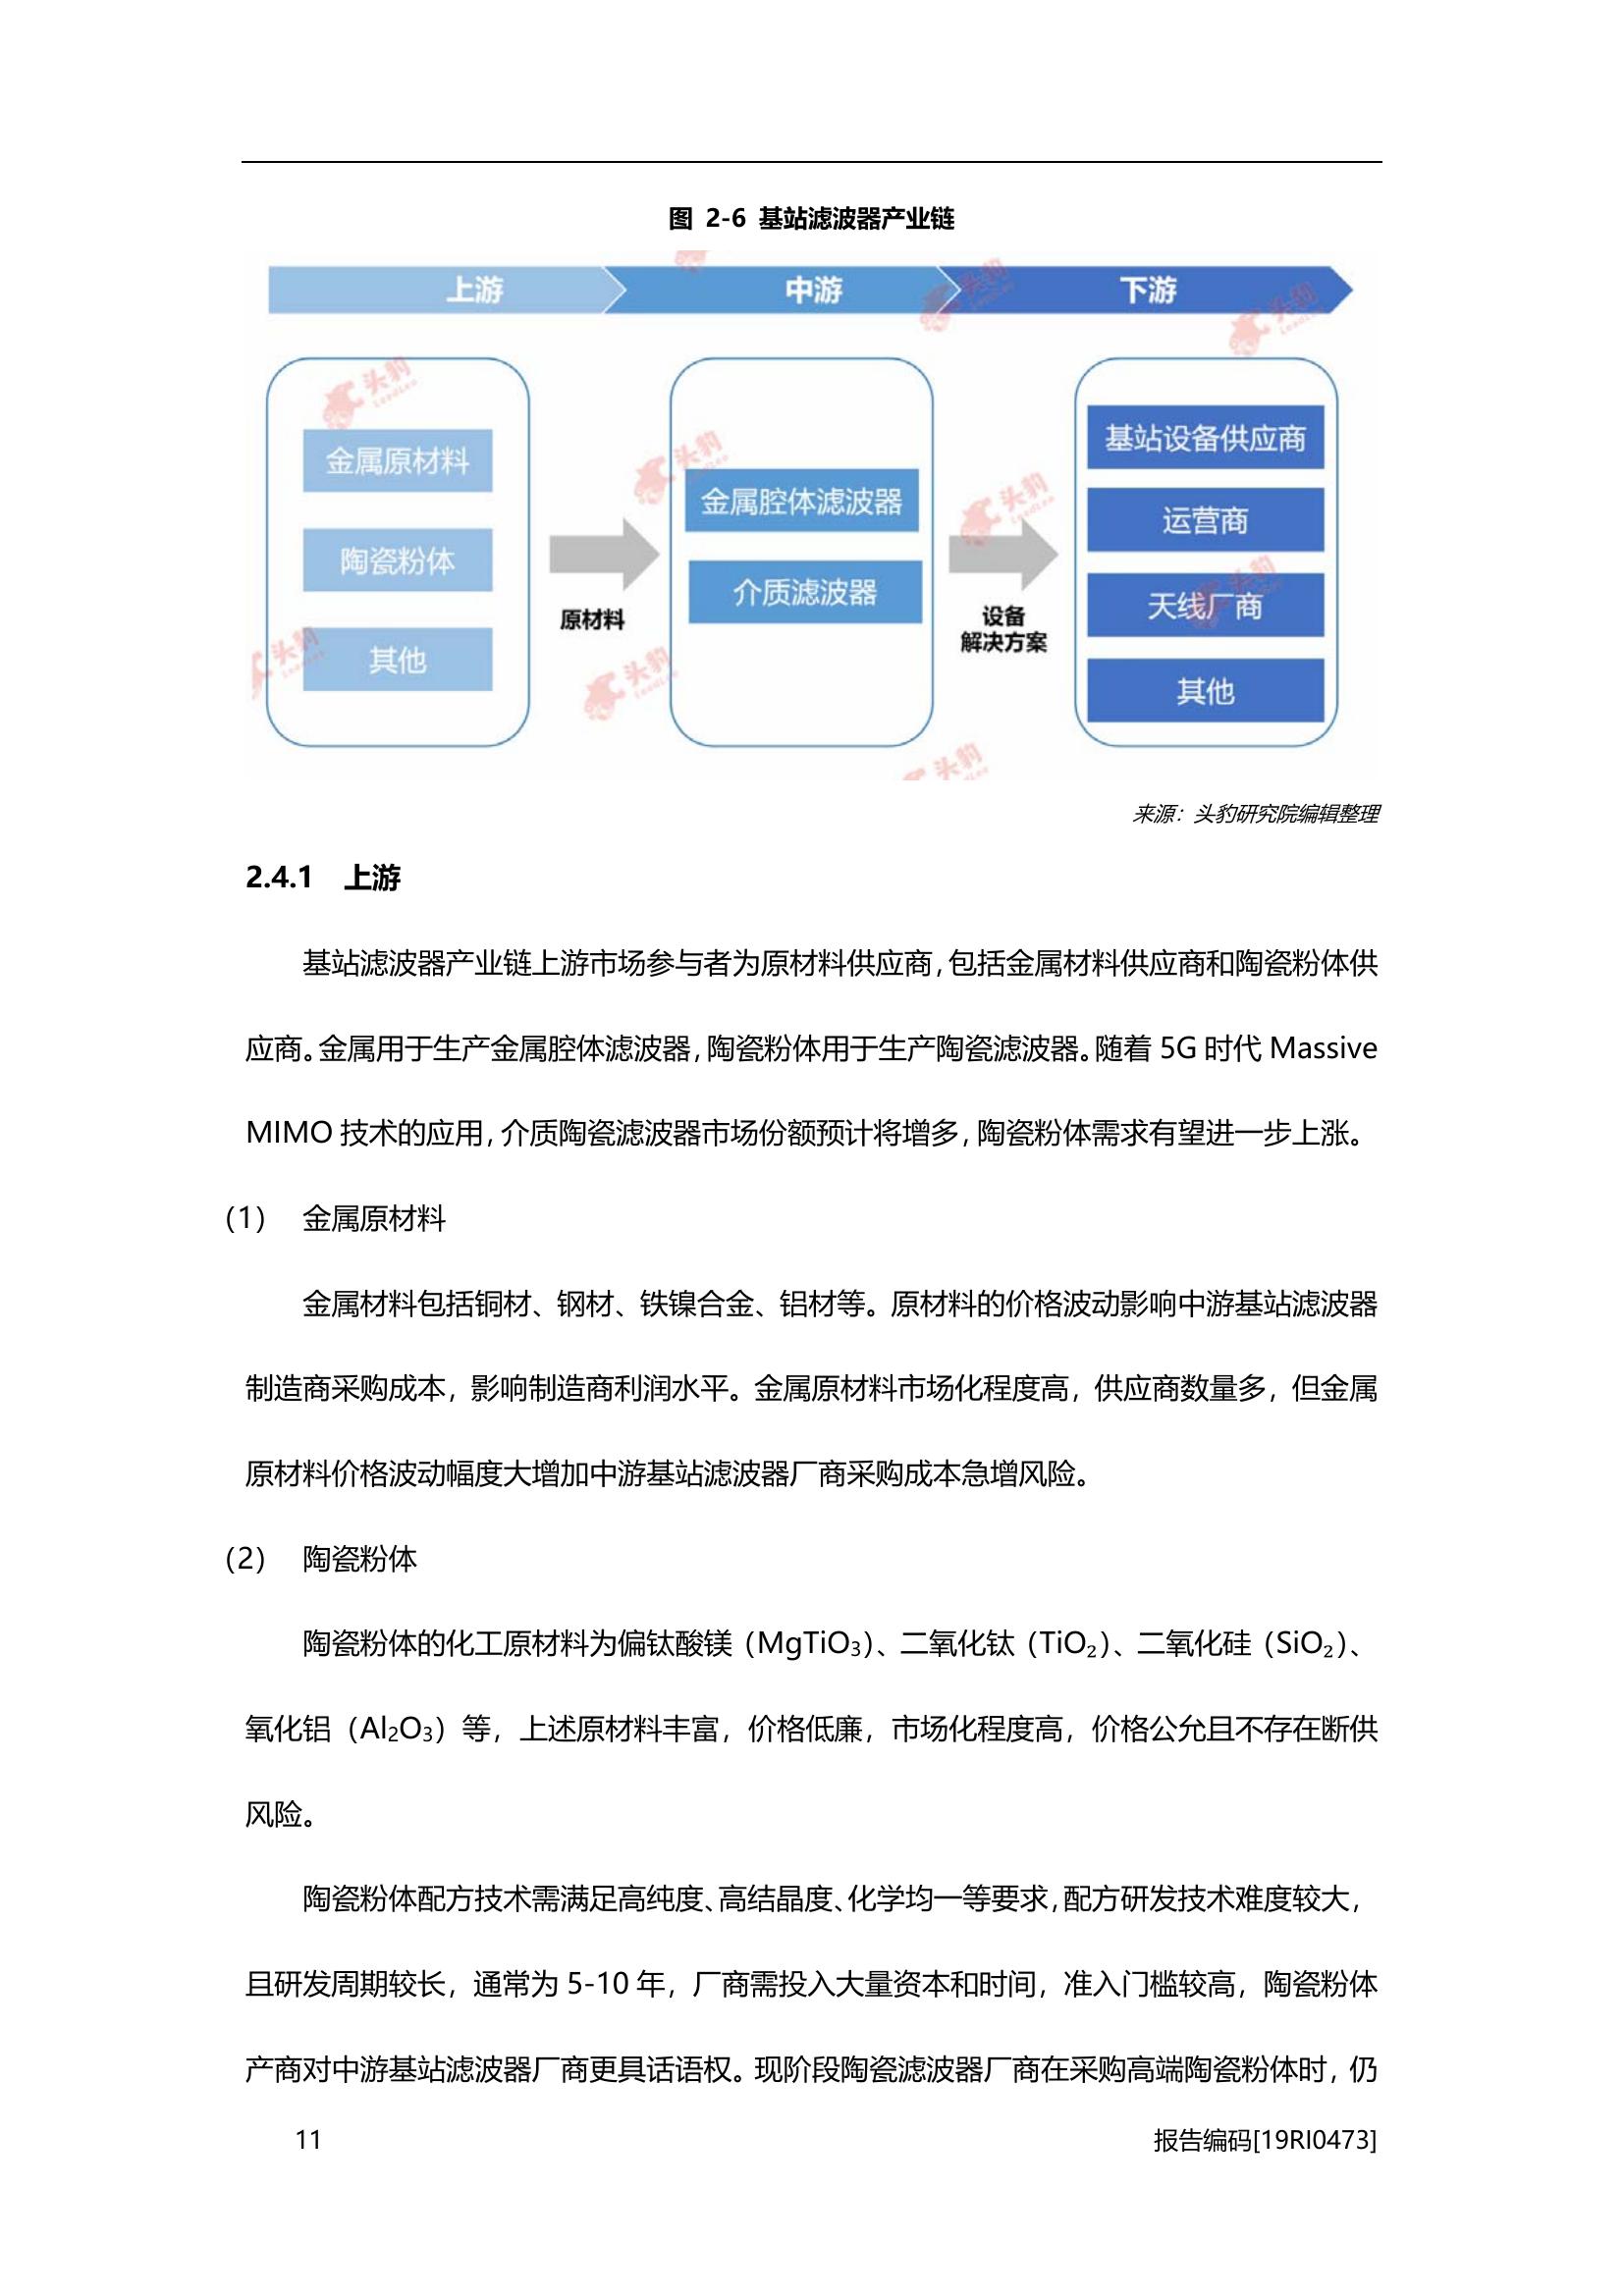 图 2-6 基站滤波器产业链
上游
中游
下游
金属原材料
陶瓷粉体
其他
原材料
金属腔体滤波器
介质滤波器
设备
解决方案
基站设备供应商
运营商
天线厂商
其他
头豹
LeadLeo
来源：头豹研究院编辑整理
2.4.1 上游
基站滤波器产业链上游市场参与者为原材料供应商，包括金属材料供应商和陶瓷粉体供
应商。金属用于生产金属腔体滤波器，陶瓷粉体用于生产陶瓷滤波器。随着 5G 时代 Massive
MIMO 技术的应用，介质陶瓷滤波器市场份额预计将增多，陶瓷粉体需求有望进一步上涨。
（1） 金属原材料
金属材料包括铜材、钢材、铁镍合金、铝材等。原材料的价格波动影响中游基站滤波器
制造商采购成本，影响制造商利润水平。金属原材料市场化程度高，供应商数量多，但金属
原材料价格波动幅度大增加中游基站滤波器厂商采购成本急增风险。
（2） 陶瓷粉体
陶瓷粉体的化工原材料为偏钛酸镁（MgTiO₃）、二氧化钛（TiO₂）、二氧化硅（SiO₂）、
氧化铝（Al₂O₃）等，上述原材料丰富，价格低廉，市场化程度高，价格公允且不存在断供
风险。
陶瓷粉体配方技术需满足高纯度、高结晶度、化学均一等要求，配方研发技术难度较大，
且研发周期较长，通常为 5-10 年，厂商需投入大量资本和时间，准入门槛较高，陶瓷粉体
产商对中游基站滤波器厂商更具话语权。现阶段陶瓷滤波器厂商在采购高端陶瓷粉体时，仍
11
报告编码[19RI0473]